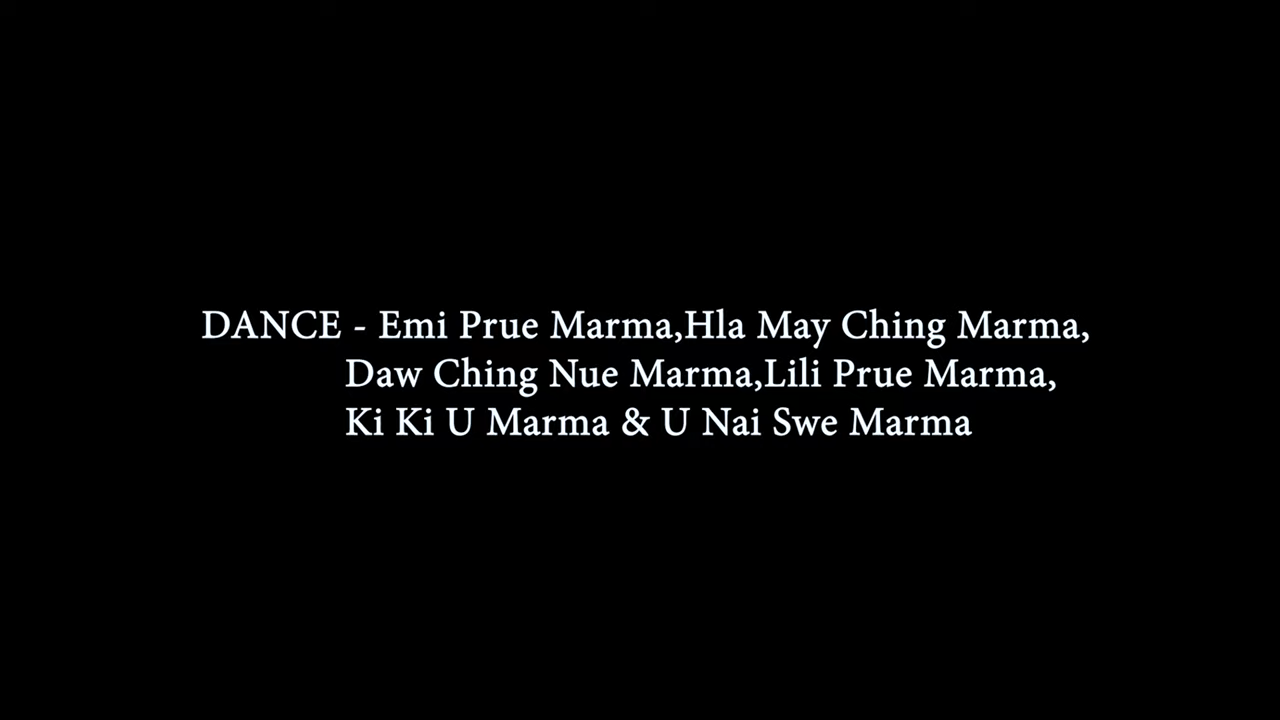 DANCE - Emi Prue Marma,Hla May Ching Marma,
Daw Ching Nue Marma,Lili Prue Marma,
Ki Ki U Marma & U Nai Swe Marma